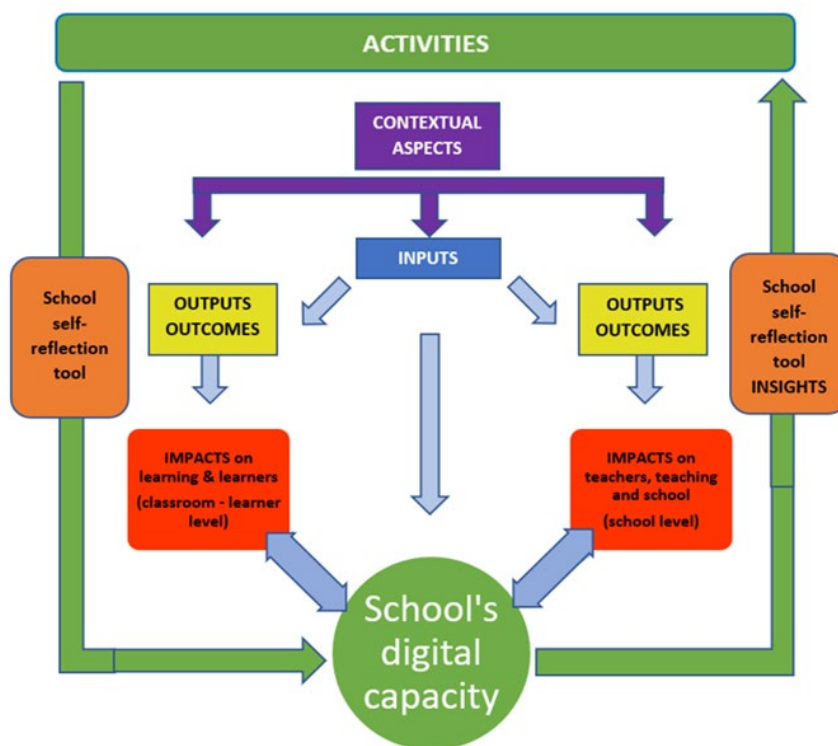 ACTIVITIES
CONTEXTUAL
ASPECTS
INPUTS
School
self-
reflection
tool
OUTPUTS
OUTCOMES
OUTPUTS
OUTCOMES
School
self-
reflection
tool
INSIGHTS
IMPACTS on
learning & learners
(classroom - learner
level)
IMPACTS on
teachers, teaching
and school
(school level)
School's
digital
capacity